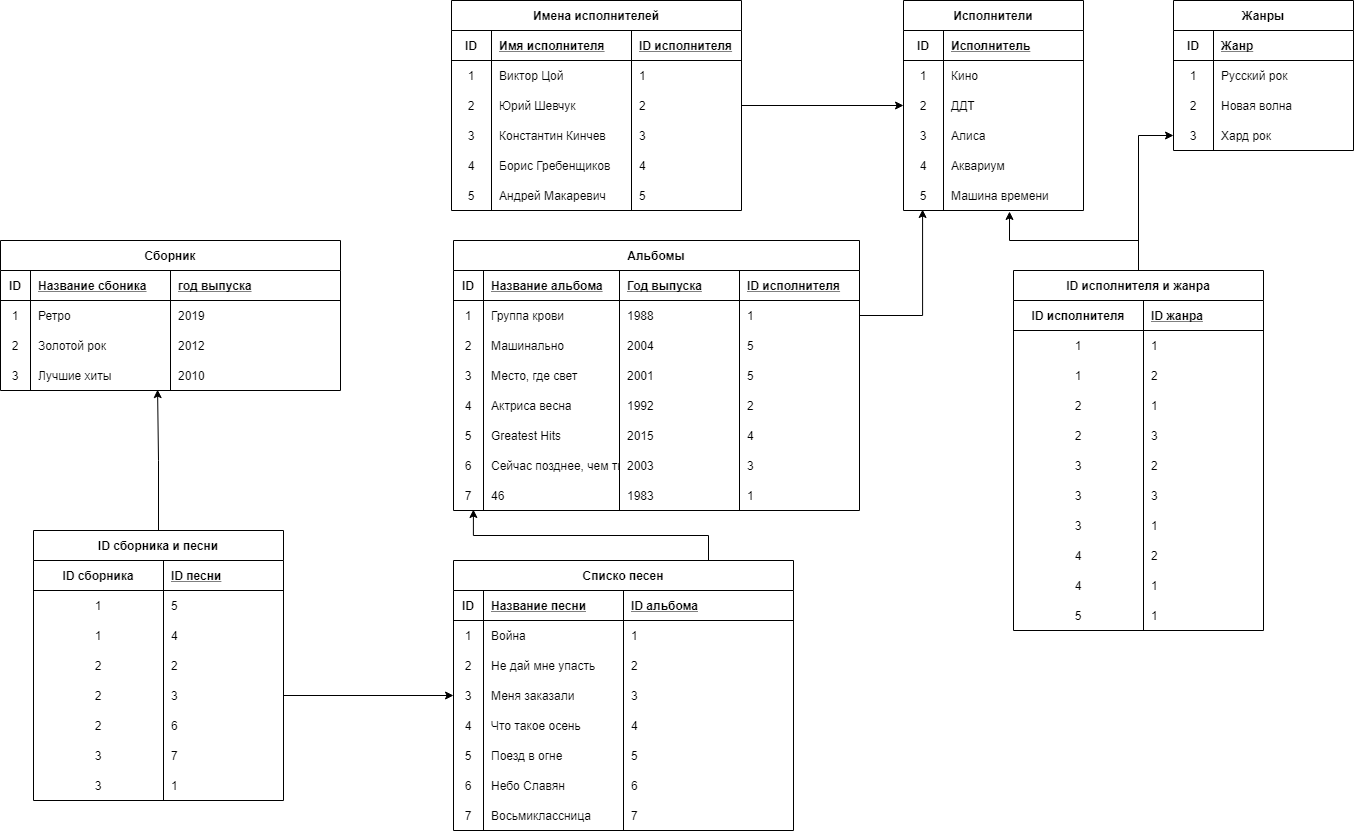 Имена исполнителей
ID Имя исполнителя ID исполнителя
1 Виктор Цой 1
2 Юрий Шевчук 2
3 Константин Кинчев 3
4 Борис Гребенщиков 4
5 Андрей Макаревич 5
Исполнители
ID Исполнитель
1 Кино
2 ДДТ
3 Алиса
4 Аквариум
5 Машина времени
Жанры
ID Жанр
1 Русский рок
2 Новая волна
3 Хард рок
Сборник
ID Название сбоника год выпуска
1 Ретро 2019
2 Золотой рок 2012
3 Лучшие хиты 2010
Альбомы
ID Название альбома Год выпуска ID исполнителя
1 Группа крови 1988 1
2 Машинально 2004 5
3 Место, где свет 2001 5
4 Актриса весна 1992 2
5 Greatest Hits 2015 4
6 Сейчас позднее, чем 2003 3
7 46 1983 1
ID исполнителя и жанра
ID исполнителя ID жанра
1 1
1 2
2 1
2 3
3 2
3 3
3 1
4 2
4 1
5 1
ID сборника и песни
ID сборника ID песни
1 5
1 4
2 2
2 3
2 6
3 7
3 1
Списко песен
ID Название песни ID альбома
1 Война 1
2 Не дай мне упасть 2
3 Меня заказали 3
4 Что такое осень 4
5 Поезд в огне 5
6 Небо Славян 6
7 Восьмиклассница 7